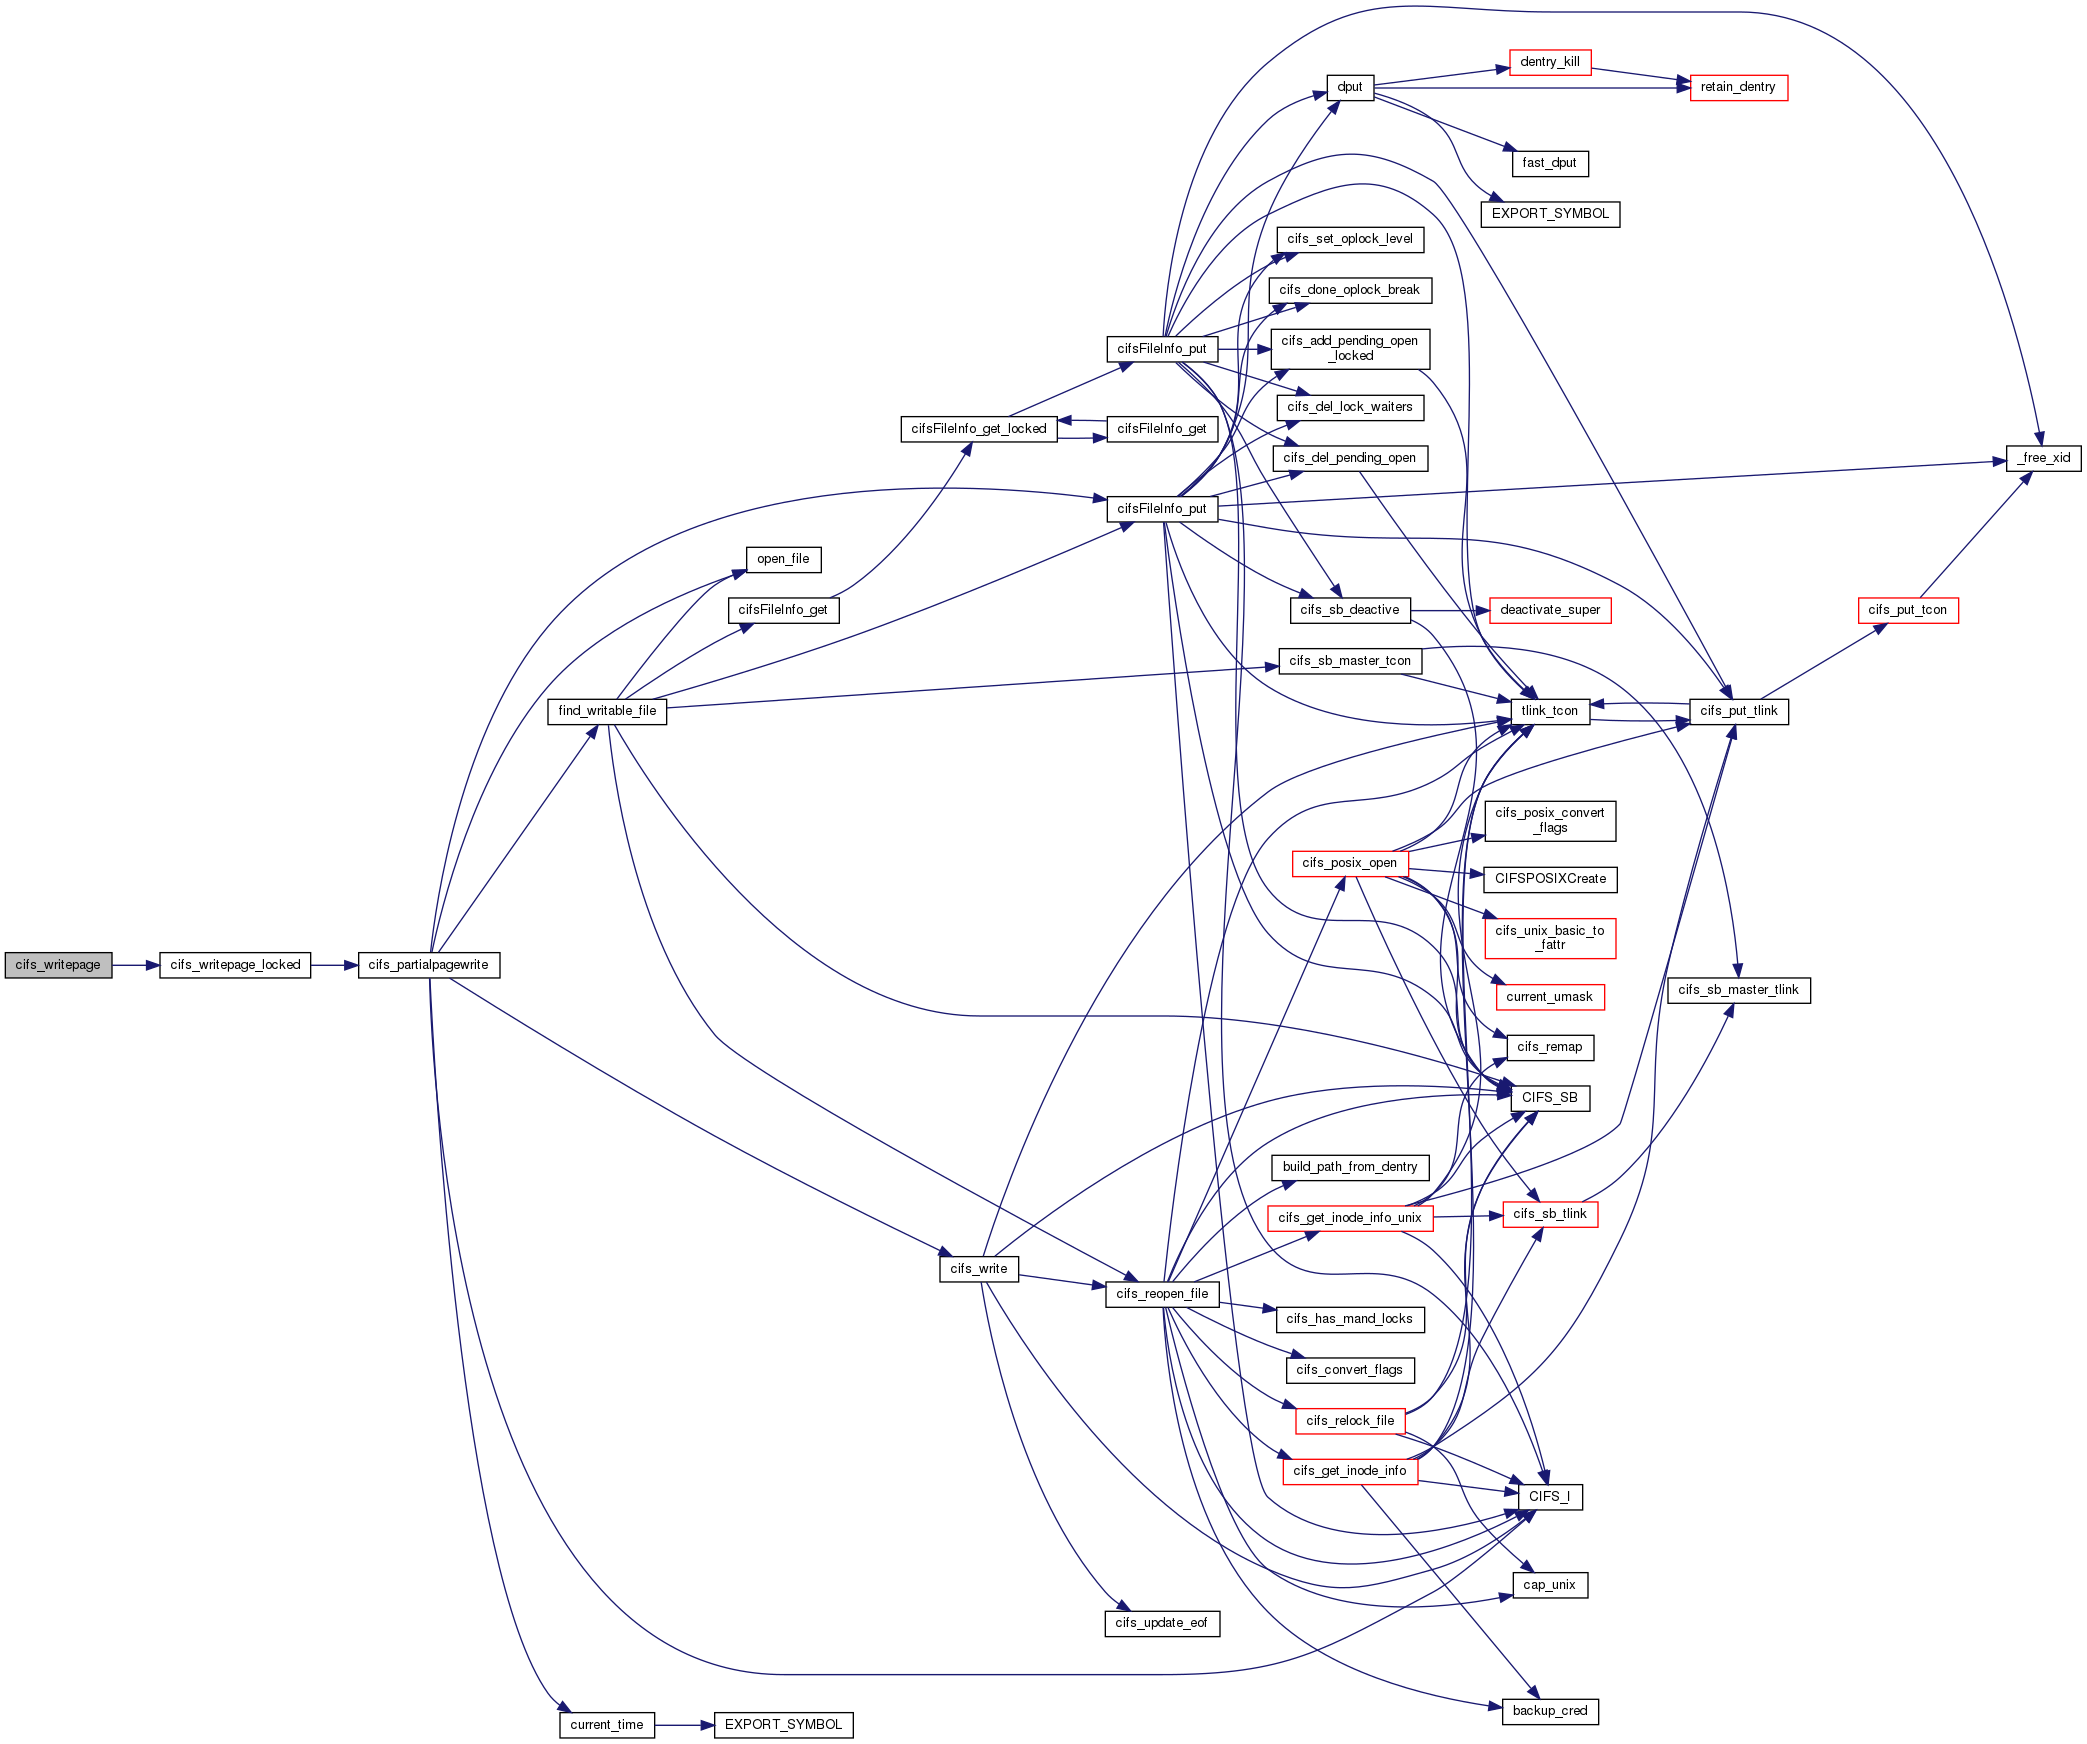 dentry_kill
dput
retain_dentry
fast_dput
EXPORT_SYMBOL
cifs_set_oplock_level
cifs_done_oplock_break
cifsFileInfo_put
cifs_add_pending_open
_locked
cifs_del_lock_waiters
cifsFileInfo_get_locked
cifsFileInfo_get
cifs_del_pending_open
_free_xid
cifsFileInfo_put
open_file
cifsFileInfo_get
cifs_sb_deactive
deactivate_super
cifs_put_tcon
cifs_sb_master_tcon
find_writable_file
tlink_tcon
cifs_put_tlink
cifs_posix_convert
_flags
cifs_posix_open
CIFSPOSIXCreate
cifs_unix_basic_to
_fattr
cifs_writepage
cifs_writepage_locked
cifs_partialpagewrite
cifs_sb_master_tlink
current_umask
cifs_remap
CIFS_SB
build_path_from_dentry
cifs_get_inode_info_unix
cifs_sb_tlink
cifs_write
cifs_reopen_file
cifs_has_mand_locks
cifs_convert_flags
cifs_relock_file
cifs_get_inode_info
CIFS_I
cap_unix
cifs_update_eof
backup_cred
current_time
EXPORT_SYMBOL